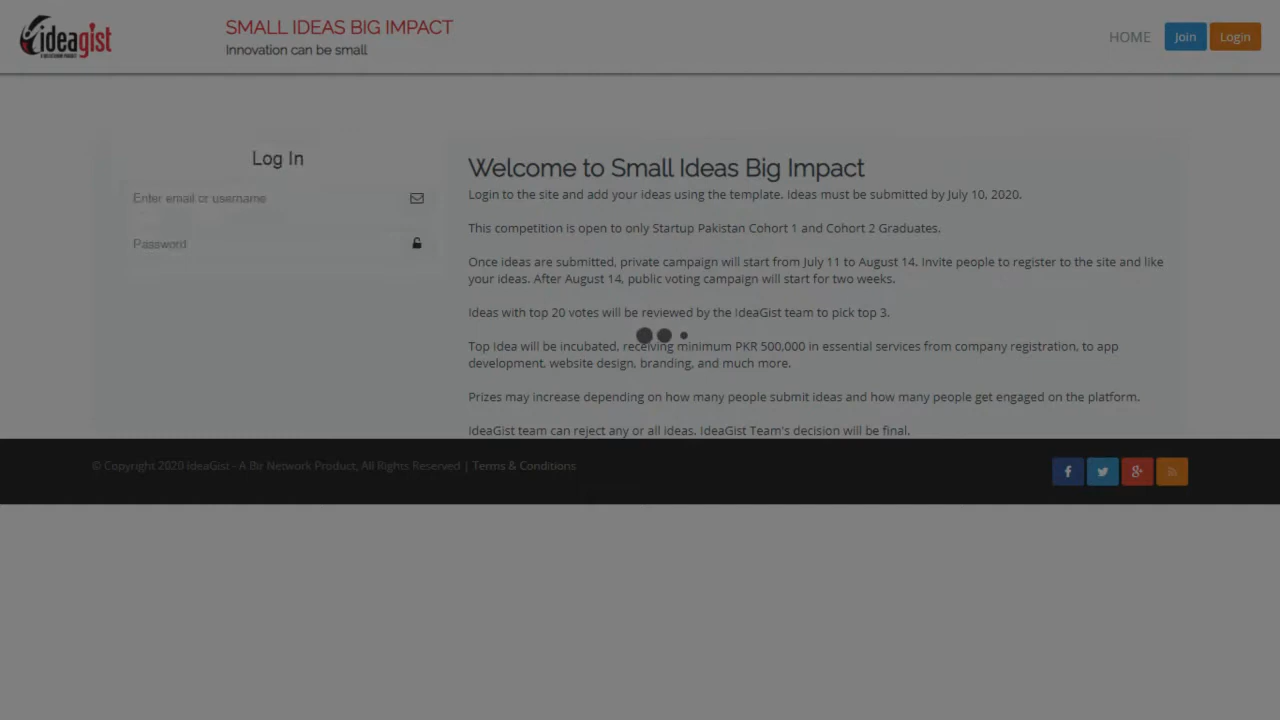 ideagist
SMALL IDEAS BIG IMPACT
Innovation can be small
HOME
Join
Login
Log In
Enter email or username
Password
Welcome to Small Ideas Big Impact
Login to the site and add your ideas using the template. Ideas must be submitted by July 10, 2020.
This competition is open to only Startup Pakistan Cohort 1 and Cohort 2 Graduates.
Once ideas are submitted, private campaign will start from July 11 to August 14. Invite people to register to the site and like
your ideas. After August 14, public voting campaign will start for two weeks.
Ideas with top 20 votes will be reviewed by the IdeaGist team to pick top 3.
Top idea will be incubated, receiving minimum PKR 500,000 in essential services from company registration, to app
development, website design, branding, and much more.
Prizes may increase depending on how many people submit ideas and how many people get engaged on the platform.
IdeaGist team can reject any or all ideas. IdeaGist Team's decision will be final.
© Copyright 2020 IdeaGist - A Bir Network Product, All Rights Reserved | Terms & Conditions